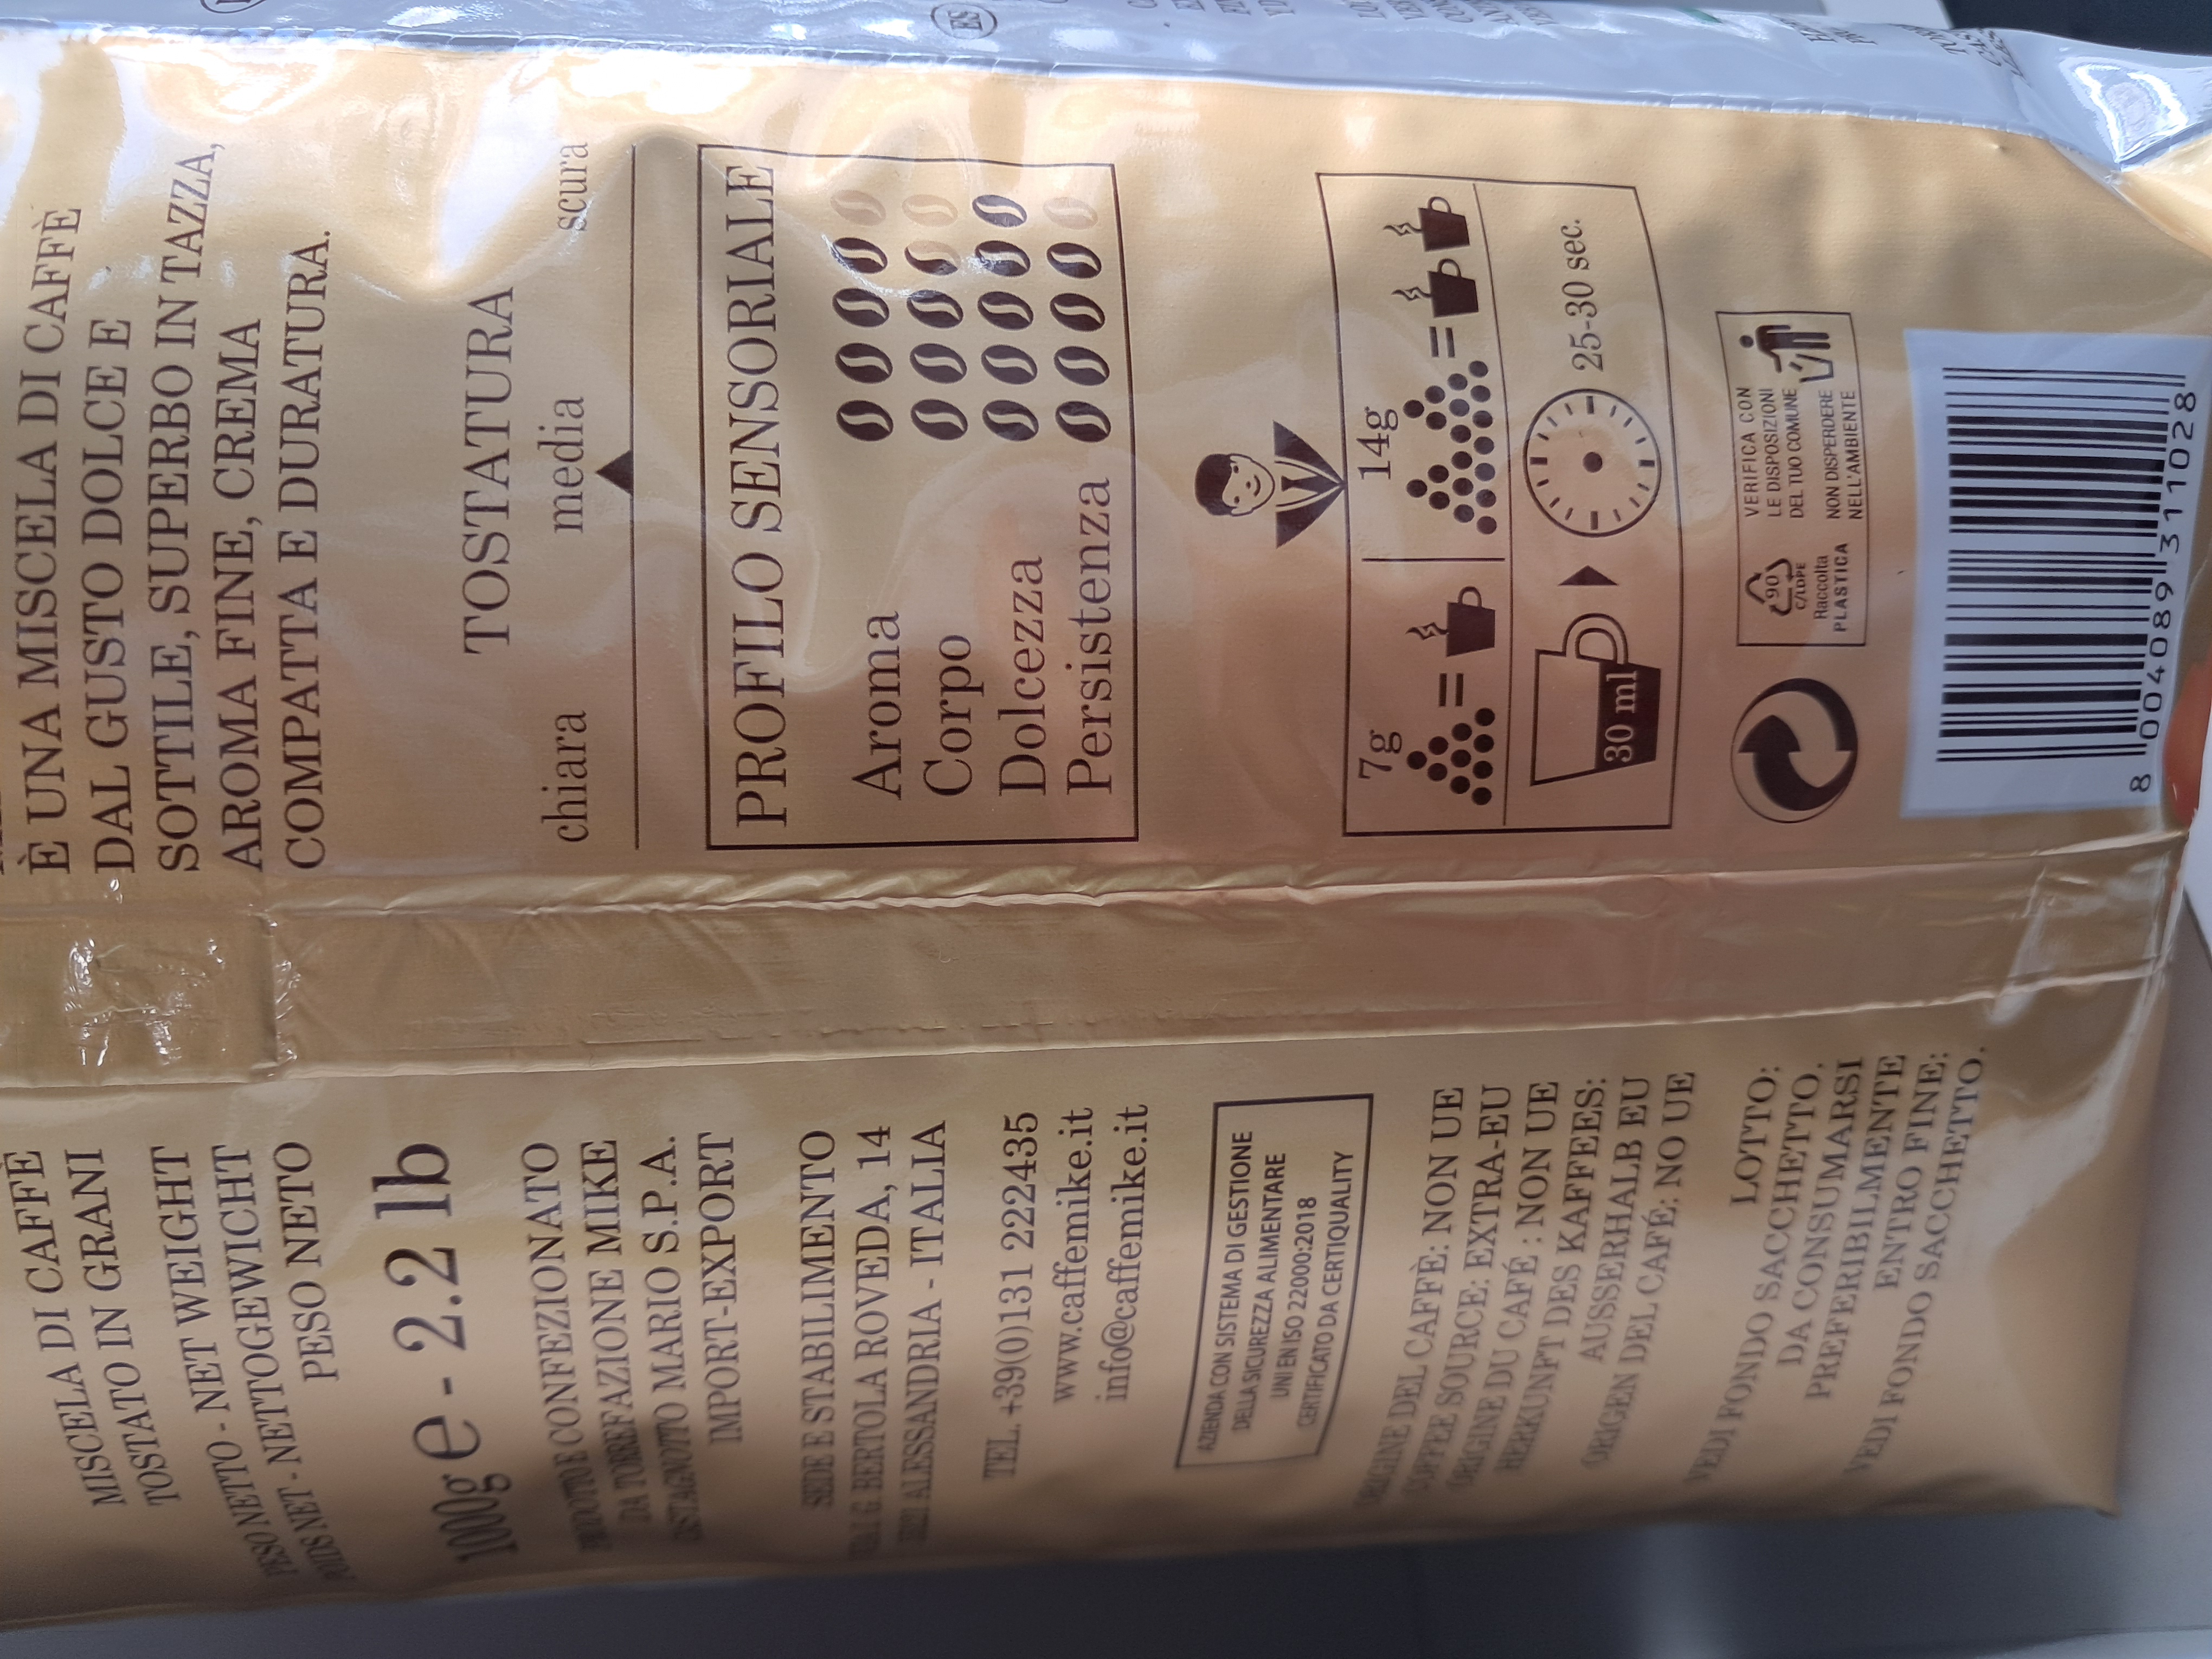 È UNA MISCELA DI CAFFÈ
DAL GUSTO DOLCE E
SOTTILE, SUPERBO IN TAZZA,
AROMA FINE, CREMA
COMPATTA E DURATURA.
TOSTATURA
chiara media scura
PROFILO SENSORIALE
Aroma
Corpo
Dolcezza
Persistenza
7g = 14g =
30 ml 25-30 sec.
90
C/LDPE
Raccolta
PLASTICA
VERIFICA CON
LE DISPOSIZIONI
DEL TUO COMUNE
NON DISPERDERE
NELL'AMBIENTE
8 004089 311028
MISCELA DI CAFFÈ
TOSTATO IN GRANI
PESO NETTO - NET WEIGHT
POIDS NET - NETTOGEWICHT
PESO NETO
1000g e - 2.2 lb
PRODOTTO E CONFEZIONATO
DA TORREFAZIONE MIKE
MARIO S.P.A.
IMPORT-EXPORT
SEDE E STABILIMENTO
G. BERTOLA ROVEDA, 14
ALESSANDRIA - ITALIA
TEL. +39(0)131 222435
www.caffemike.it
info@caffemike.it
AZIENDA CON SISTEMA DI GESTIONE
DELLA SICUREZZA ALIMENTARE
UNI EN ISO 22000:2018
CERTIFICATO DA CERTIQUALITY
ORIGINE DEL CAFFÈ: NON UE
COFFEE SOURCE: EXTRA-EU
ORIGINE DU CAFÉ : NON UE
HERKUNFT DES KAFFEES:
AUSSERHALB EU
ORIGEN DEL CAFÉ: NO UE
LOTTO:
VEDI FONDO SACCHETTO.
DA CONSUMARSI
PREFERIBILMENTE
ENTRO FINE:
VEDI FONDO SACCHETTO.
ES